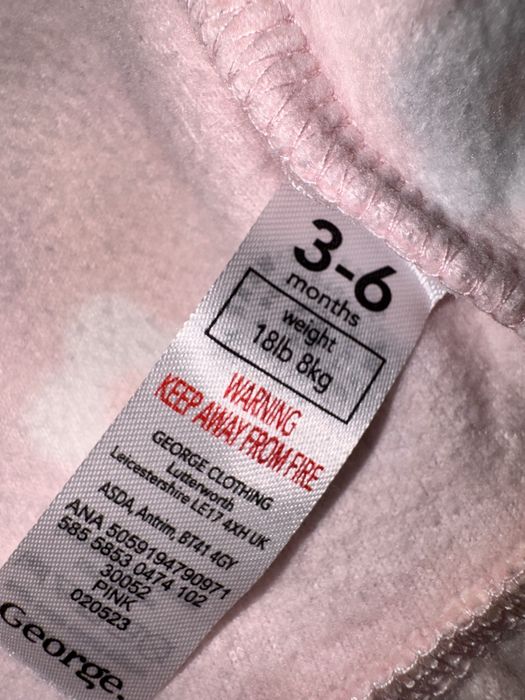 3-6
months
weight
18lb 8kg
WARNING
KEEP AWAY FROM FIRE
GEORGE CLOTHING
Lutterworth
Leicestershire LE17 4XH UK
ASDA, Antrim, BT41 4GY
ANA 5059194790971
585 5853 0474 102
30052
PINK
020523
George.